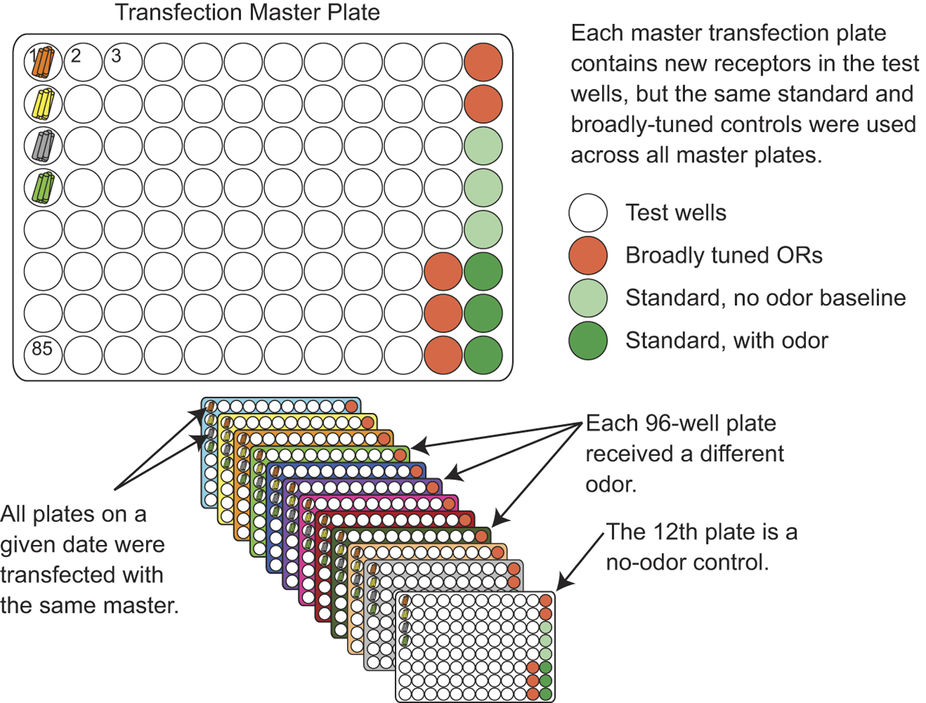 Transfection Master Plate
1
2
3
85
Each master transfection plate
contains new receptors in the test
wells, but the same standard and
broadly-tuned controls were used
across all master plates.
Test wells
Broadly tuned ORs
Standard, no odor baseline
Standard, with odor
Each 96-well plate
received a different
odor.
The 12th plate is a
no-odor control.
All plates on a
given date were
transfected with
the same master.